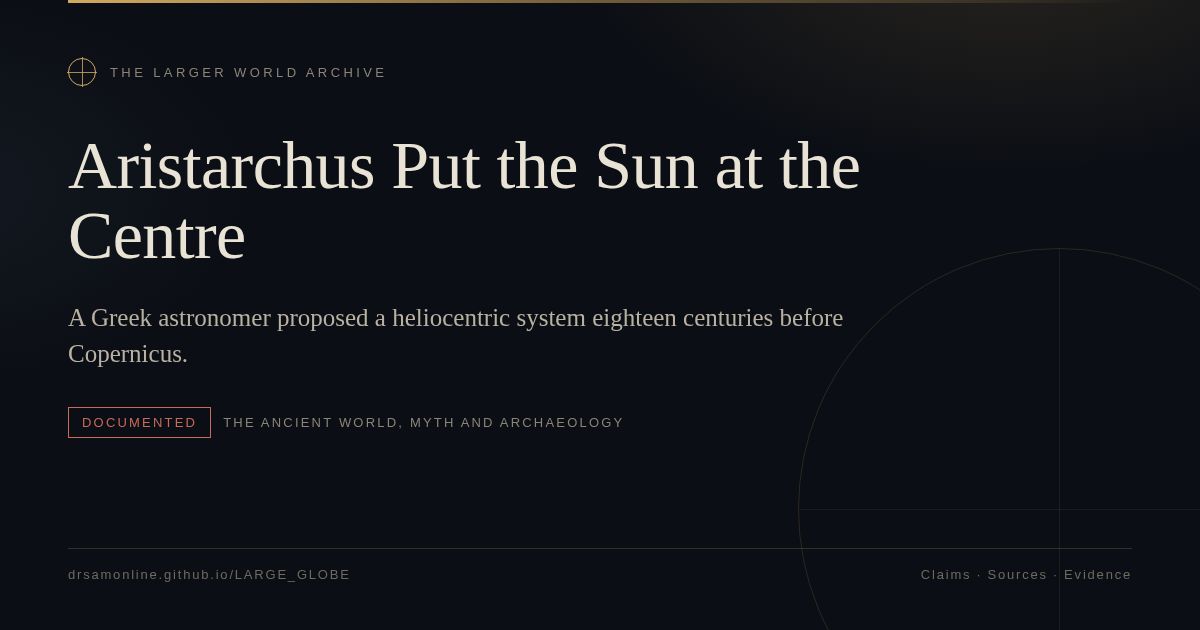 THE LARGER WORLD ARCHIVE
Aristarchus Put the Sun at the
Centre
A Greek astronomer proposed a heliocentric system eighteen centuries before
Copernicus.
DOCUMENTED THE ANCIENT WORLD, MYTH AND ARCHAEOLOGY
drsamonline.github.io/LARGE_GLOBE Claims · Sources · Evidence